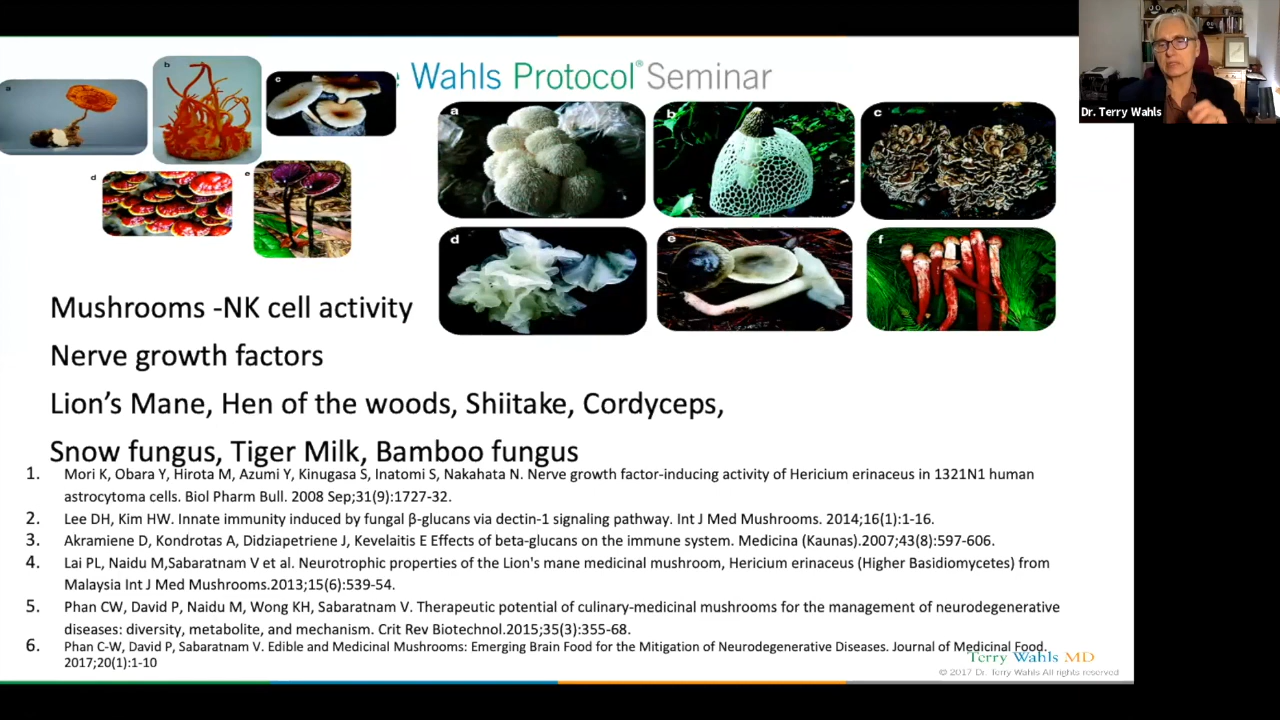 e Wahls Protocol® Seminar
Dr. Terry Wahls
a
b
c
d
e
a
b
c
d
e
f
Mushrooms -NK cell activity
Nerve growth factors
Lion's Mane, Hen of the woods, Shiitake, Cordyceps,
Snow fungus, Tiger Milk, Bamboo fungus
1. Mori K, Obara Y, Hirota M, Azumi Y, Kinugasa S, Inatomi S, Nakahata N. Nerve growth factor-inducing activity of Hericium erinaceus in 1321N1 human
astrocytoma cells. Biol Pharm Bull. 2008 Sep;31(9):1727-32.
2. Lee DH, Kim HW. Innate immunity induced by fungal β-glucans via dectin-1 signaling pathway. Int J Med Mushrooms. 2014;16(1):1-16.
3. Akramiene D, Kondrotas A, Didziapetriene J, Kevelaitis E Effects of beta-glucans on the immune system. Medicina (Kaunas).2007;43(8):597-606.
4. Lai PL, Naidu M,Sabaratnam V et al. Neurotrophic properties of the Lion's mane medicinal mushroom, Hericium erinaceus (Higher Basidiomycetes) from
Malaysia Int J Med Mushrooms.2013;15(6):539-54.
5. Phan CW, David P, Naidu M, Wong KH, Sabaratnam V. Therapeutic potential of culinary-medicinal mushrooms for the management of neurodegenerative
diseases: diversity, metabolite, and mechanism. Crit Rev Biotechnol.2015;35(3):355-68.
6. Phan C-W, David P, Sabaratnam V. Edible and Medicinal Mushrooms: Emerging Brain Food for the Mitigation of Neurodegenerative Diseases. Journal of Medicinal Food.
2017;20(1):1-10
Terry Wahls MD
© 2017 Dr. Terry Wahls All rights reserved